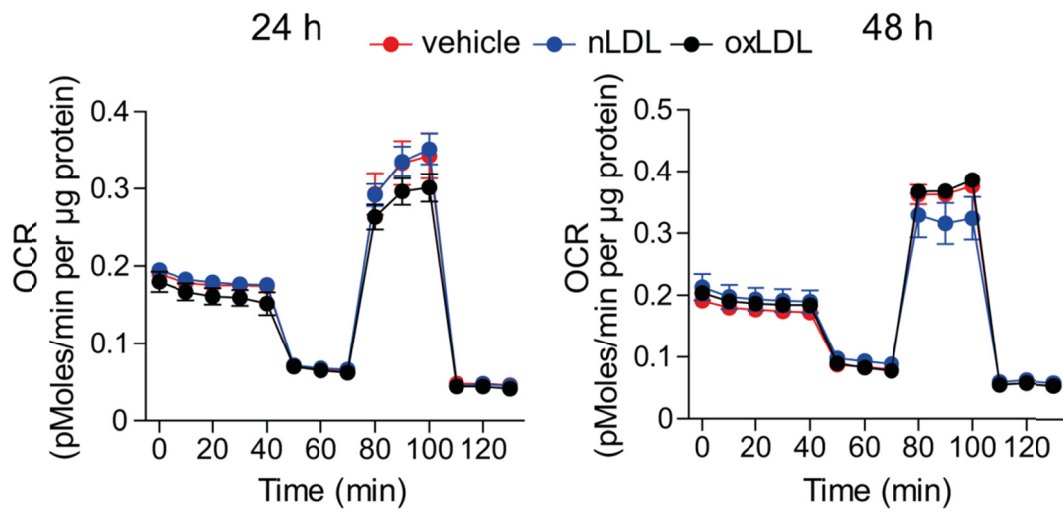 24 h
vehicle nLDL oxLDL
48 h
OCR
(pMoles/min per µg protein)
0.4
0.3
0.2
0.1
0
0 20 40 60 80 100 120
Time (min)
OCR
(pMoles/min per µg protein)
0.5
0.4
0.3
0.2
0.1
0
0 20 40 60 80 100 120
Time (min)